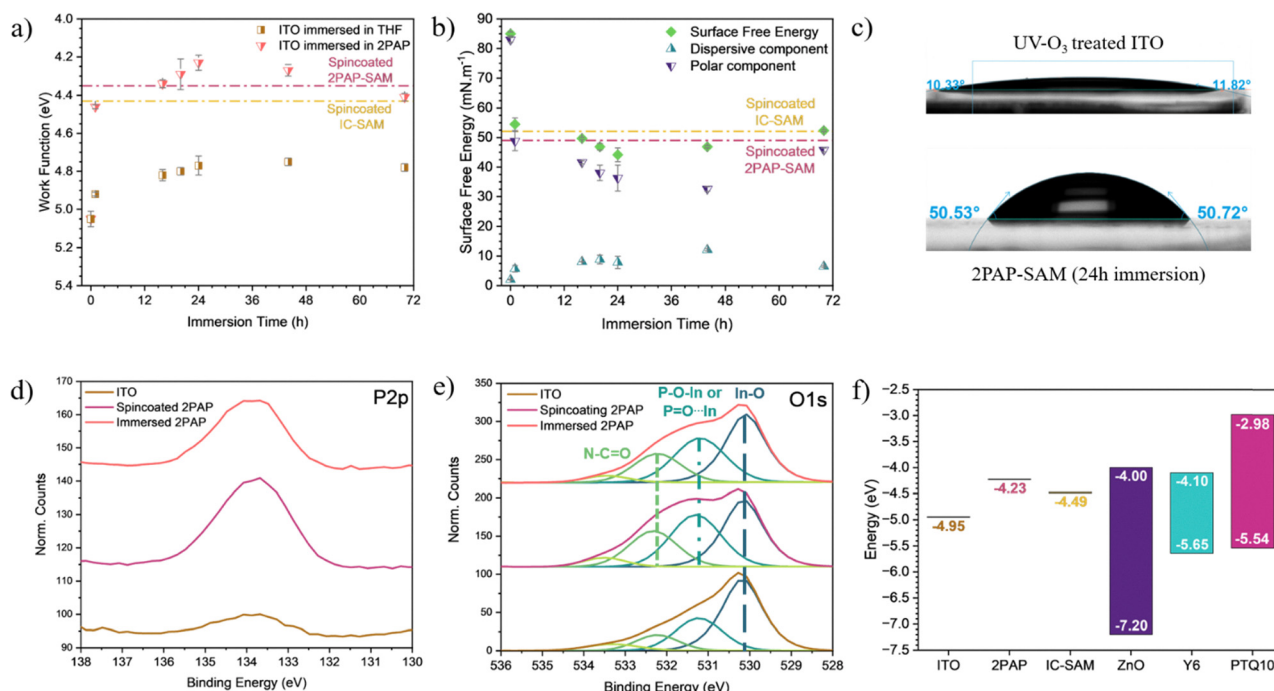 a)
ITO immersed in THF
ITO immersed in 2PAP
Spincoated
2PAP-SAM
Spincoated
IC-SAM
4.0
4.2
4.4
4.6
4.8
5.0
5.2
5.4
Work Function (eV)
0 12 24 36 48 60 72
Immersion Time (h)
b)
Surface Free Energy
Dispersive component
Polar component
Spincoated
IC-SAM
Spincoated
2PAP-SAM
90
80
70
60
50
40
30
20
10
0
Surface Free Energy (mN.m⁻¹)
0 12 24 36 48 60 72
Immersion Time (h)
c)
UV-O₃ treated ITO
10.33° 11.82°
50.53° 50.72°
2PAP-SAM (24h immersion)
d)
ITO
Spincoated 2PAP
Immersed 2PAP
P2p
170
160
150
140
130
120
110
100
90
Norm. Counts
138 137 136 135 134 133 132 131 130
Binding Energy (eV)
e)
ITO
Spincoating 2PAP
Immersed 2PAP
P-O-In or
P=O···In
In-O
O1s
N-C=O
350
300
250
200
150
100
50
0
Norm. Counts
536 535 534 533 532 531 530 529 528
Binding Energy (eV)
f)
-2.5
-3.0
-3.5
-4.0
-4.5
-5.0
-5.5
-6.0
-6.5
-7.0
-7.5
Energy (eV)
-4.95
-4.23
-4.49
-4.00
-7.20
-4.10
-5.65
-2.98
-5.54
ITO 2PAP IC-SAM ZnO Y6 PTQ10